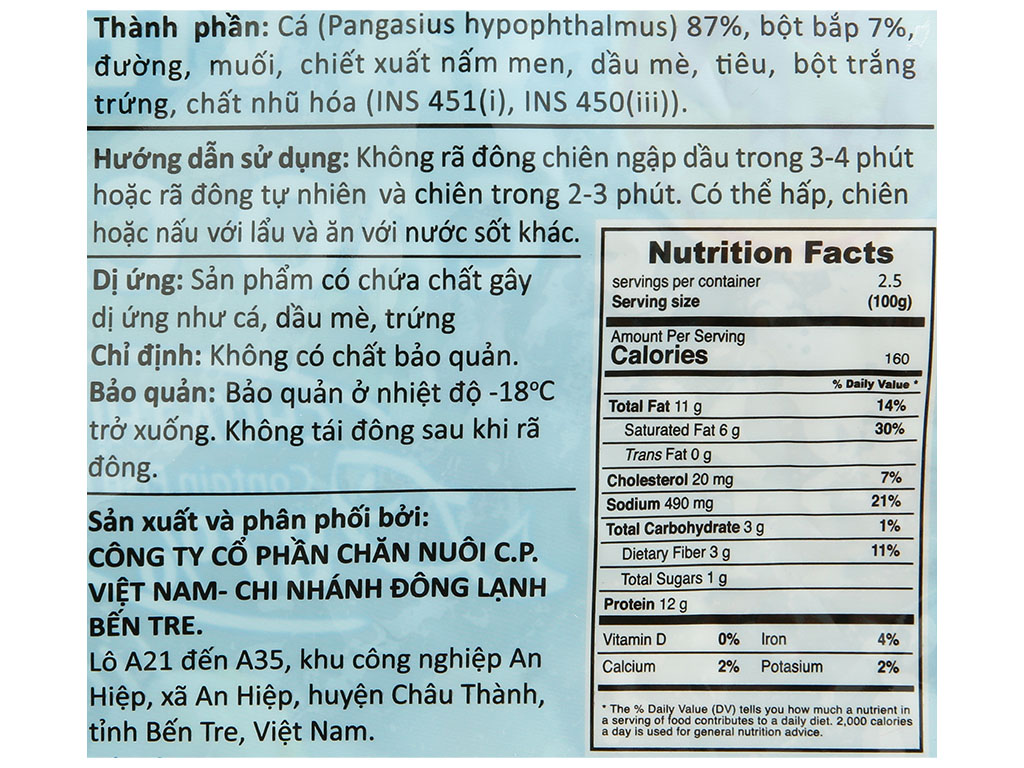 Thành phần: Cá (Pangasius hypophthalmus) 87%, bột bắp 7%,
đường, muối, chiết xuất nấm men, dầu mè, tiêu, bột trắng
trứng, chất nhũ hóa (INS 451(i), INS 450(iii)).
Hướng dẫn sử dụng: Không rã đông chiên ngập dầu trong 3-4 phút
hoặc rã đông tự nhiên và chiên trong 2-3 phút. Có thể hấp, chiên
hoặc nấu với lẩu và ăn với nước sốt khác.
Dị ứng: Sản phẩm có chứa chất gây
dị ứng như cá, dầu mè, trứng
Chỉ định: Không có chất bảo quản.
Bảo quản: Bảo quản ở nhiệt độ -18ºC
trở xuống. Không tái đông sau khi rã
đông.
Sản xuất và phân phối bởi:
CÔNG TY CỔ PHẦN CHĂN NUÔI C.P.
VIỆT NAM- CHI NHÁNH ĐÔNG LẠNH
BẾN TRE.
Lô A21 đến A35, khu công nghiệp An
Hiệp, xã An Hiệp, huyện Châu Thành,
tỉnh Bến Tre, Việt Nam.
Nutrition Facts
servings per container 2.5
Serving size (100g)
Amount Per Serving
Calories 160
% Daily Value *
Total Fat 11 g 14%
Saturated Fat 6 g 30%
Trans Fat 0 g
Cholesterol 20 mg 7%
Sodium 490 mg 21%
Total Carbohydrate 3 g 1%
Dietary Fiber 3 g 11%
Total Sugars 1 g
Protein 12 g
Vitamin D 0% Iron 4%
Calcium 2% Potasium 2%
* The % Daily Value (DV) tells you how much a nutrient in
a serving of food contributes to a daily diet. 2,000 calories
a day is used for general nutrition advice.